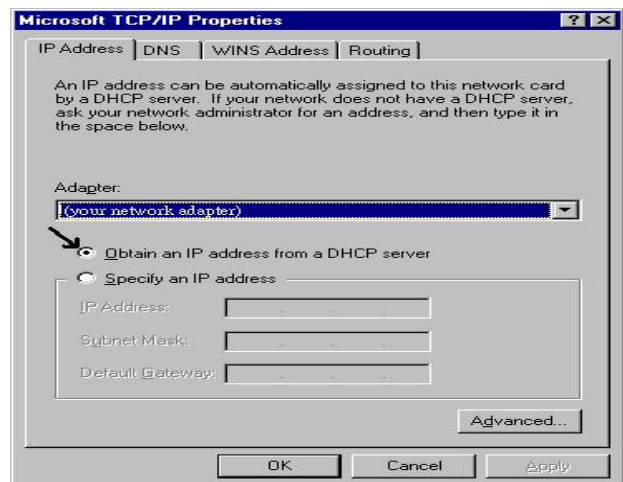 Microsoft TCP/IP Properties
IP Address DNS WINS Address Routing
An IP address can be automatically assigned to this network card
by a DHCP server. If your network does not have a DHCP server,
ask your network administrator for an address, and then type it in
the space below.
Adapter:
(your network adapter)
Obtain an IP address from a DHCP server
Specify an IP address
IP Address:
Subnet Mask:
Default Gateway:
Advanced...
OK Cancel Apply